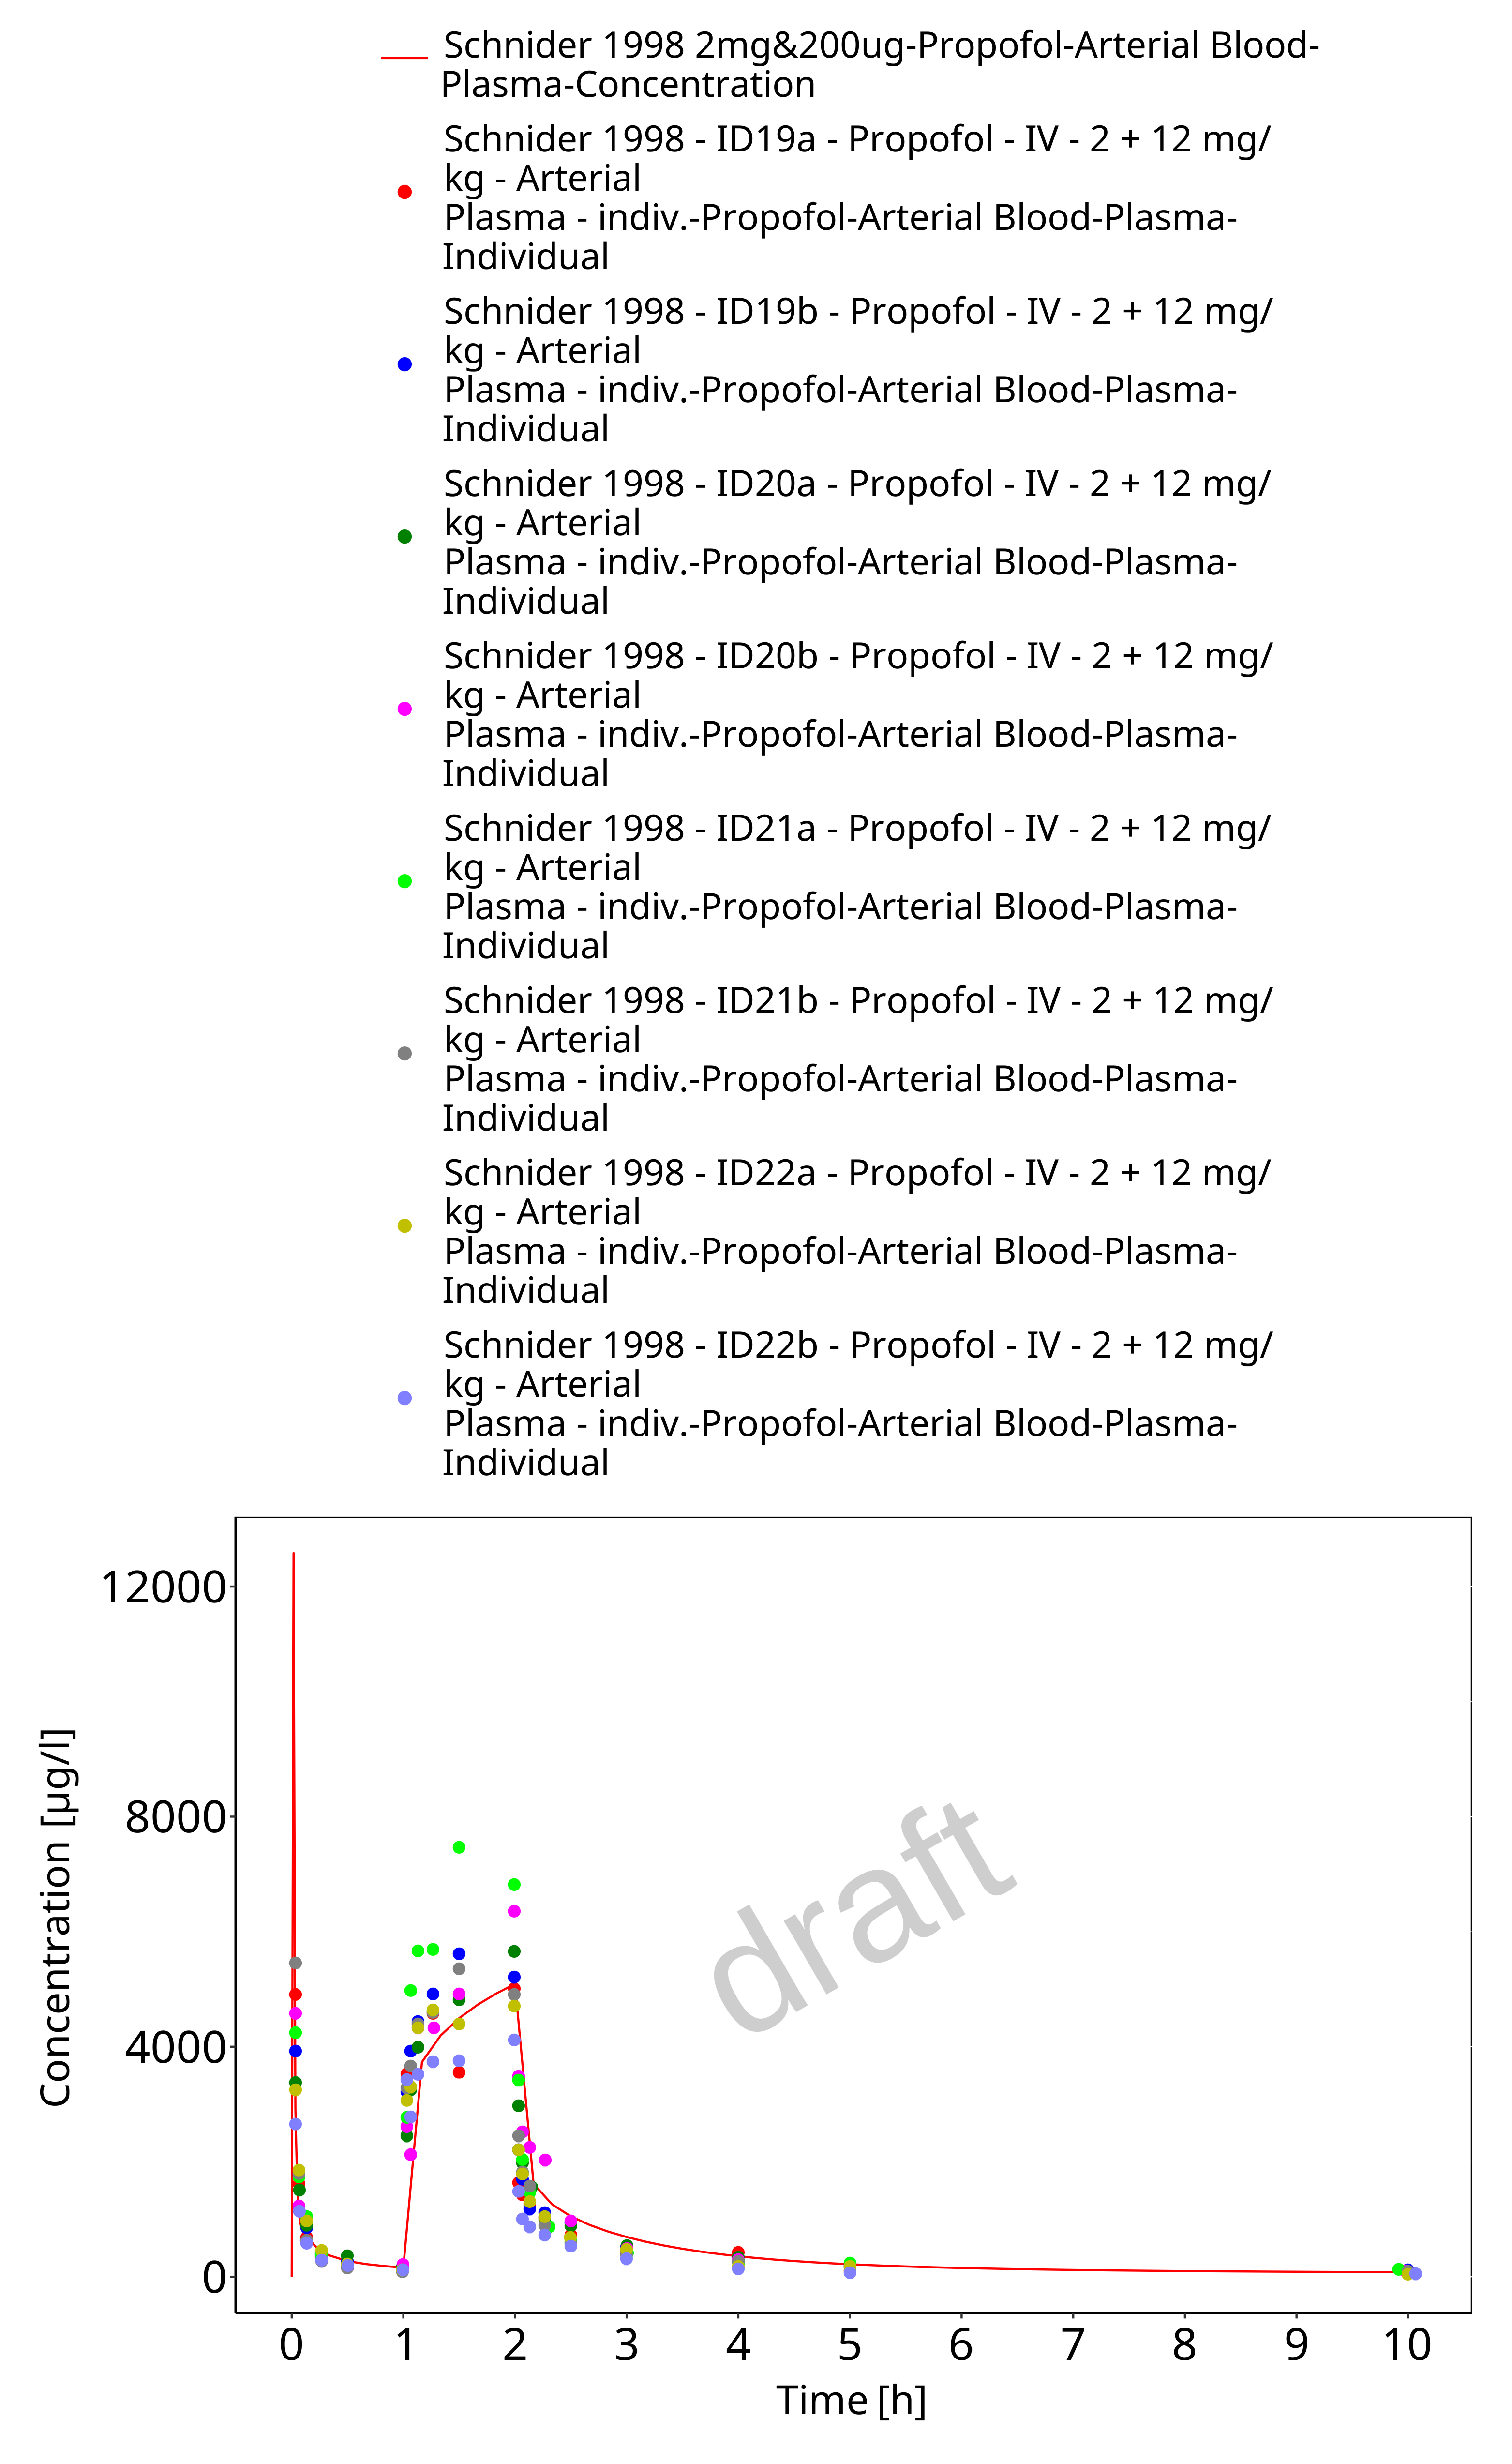 Schnider 1998 2mg&200ug-Propofol-Arterial Blood-
Plasma-Concentration
Schnider 1998 - ID19a - Propofol - IV - 2 + 12 mg/
kg - Arterial
Plasma - indiv.-Propofol-Arterial Blood-Plasma-
Individual
Schnider 1998 - ID19b - Propofol - IV - 2 + 12 mg/
kg - Arterial
Plasma - indiv.-Propofol-Arterial Blood-Plasma-
Individual
Schnider 1998 - ID20a - Propofol - IV - 2 + 12 mg/
kg - Arterial
Plasma - indiv.-Propofol-Arterial Blood-Plasma-
Individual
Schnider 1998 - ID20b - Propofol - IV - 2 + 12 mg/
kg - Arterial
Plasma - indiv.-Propofol-Arterial Blood-Plasma-
Individual
Schnider 1998 - ID21a - Propofol - IV - 2 + 12 mg/
kg - Arterial
Plasma - indiv.-Propofol-Arterial Blood-Plasma-
Individual
Schnider 1998 - ID21b - Propofol - IV - 2 + 12 mg/
kg - Arterial
Plasma - indiv.-Propofol-Arterial Blood-Plasma-
Individual
Schnider 1998 - ID22a - Propofol - IV - 2 + 12 mg/
kg - Arterial
Plasma - indiv.-Propofol-Arterial Blood-Plasma-
Individual
Schnider 1998 - ID22b - Propofol - IV - 2 + 12 mg/
kg - Arterial
Plasma - indiv.-Propofol-Arterial Blood-Plasma-
Individual
12000
8000
4000
0
Concentration [µg/l]
draft
0 1 2 3 4 5 6 7 8 9 10
Time [h]